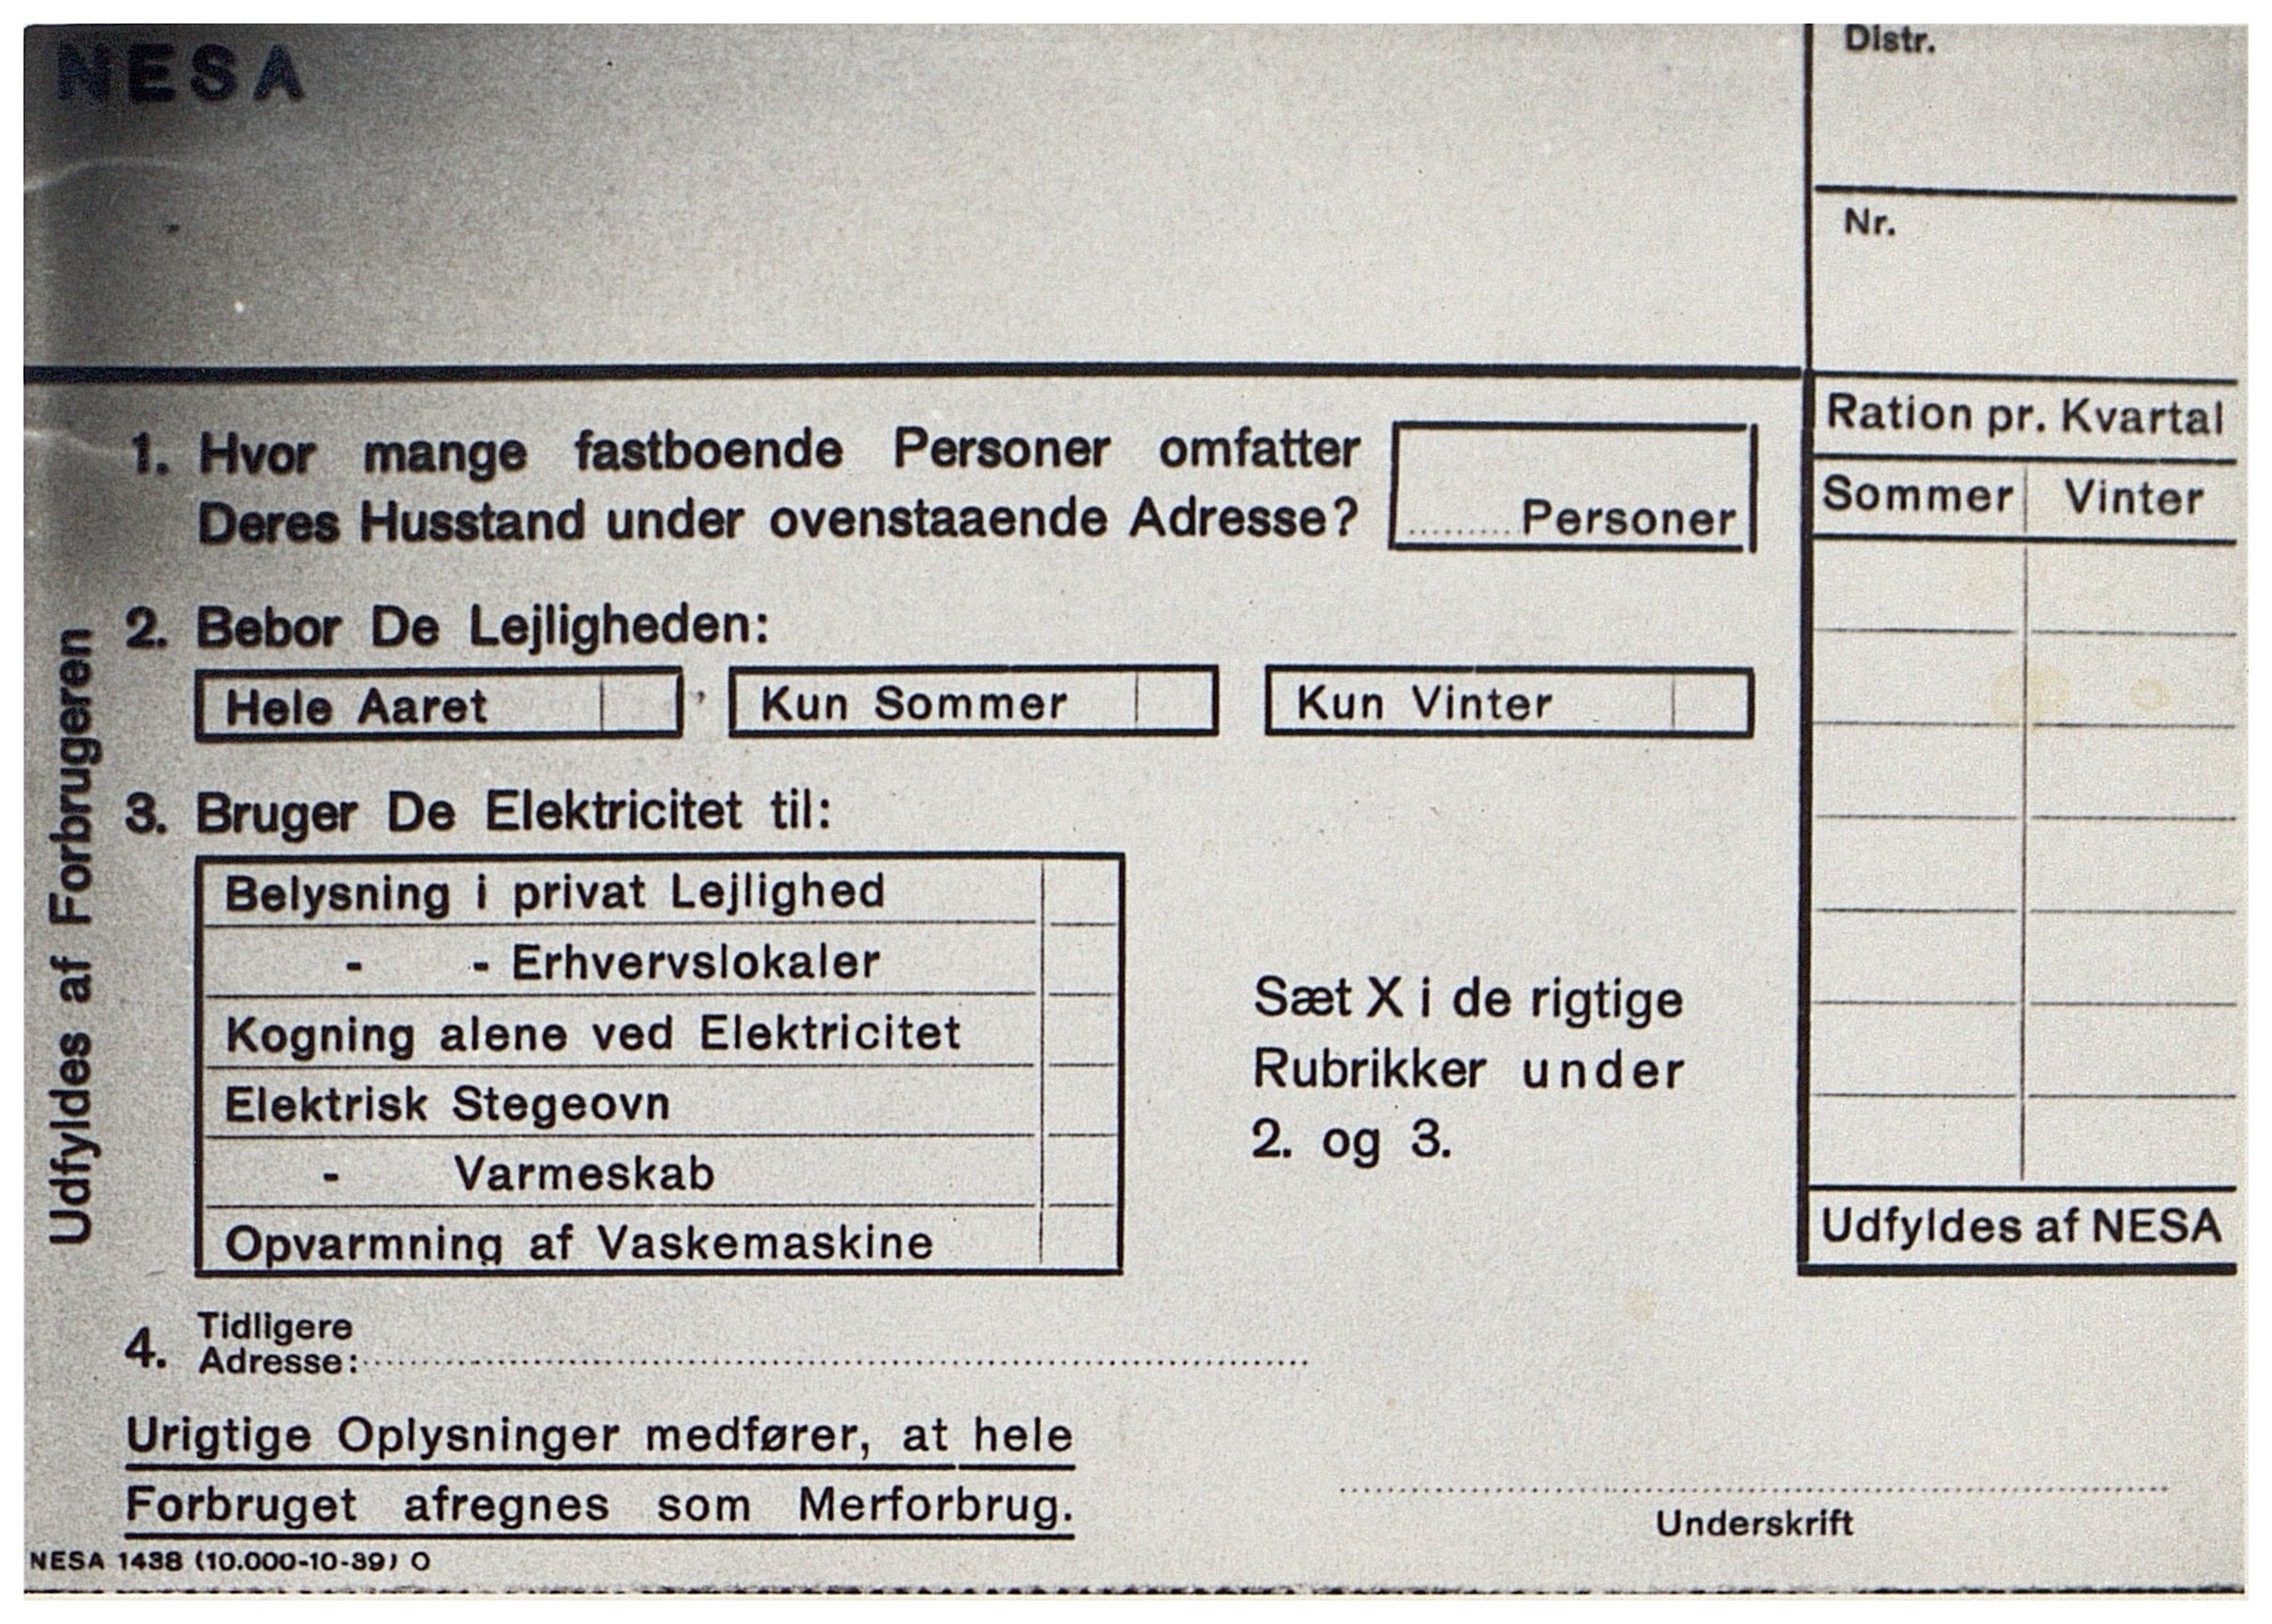 NESA
Distr.
Nr.
Udfyldes af Forbrugeren
1. Hvor mange fastboende Personer omfatter
Deres Husstand under ovenstaaende Adresse?
......... Personer
2. Bebor De Lejligheden:
Hele Aaret
Kun Sommer
Kun Vinter
3. Bruger De Elektricitet til:
Belysning i privat Lejlighed
- - Erhvervslokaler
Kogning alene ved Elektricitet
Elektrisk Stegeovn
- Varmeskab
Opvarmning af Vaskemaskine
Sæt X i de rigtige
Rubrikker under
2. og 3.
Ration pr. Kvartal
Sommer Vinter
Udfyldes af NESA
4. Tidligere
Adresse:
Urigtige Oplysninger medfører, at hele
Forbruget afregnes som Merforbrug.
Underskrift
NESA 1438 (10.000-10-39) O